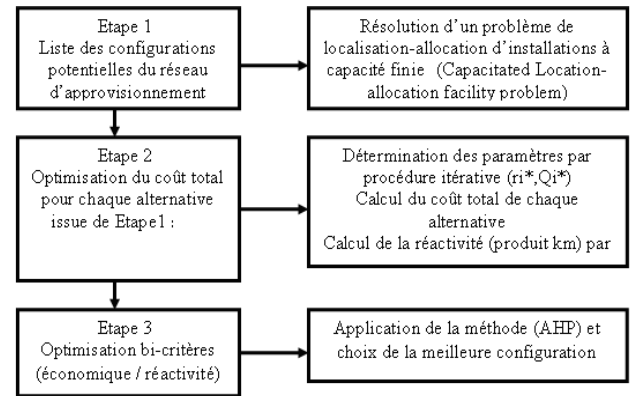 Etape 1
Liste des configurations
potentielles du réseau
d'approvisionnement
Résolution d'un problème de
localisation-allocation d'installations à
capacité finie (Capacitated Location-
allocation facility problem)
Etape 2
Optimisation du coût total
pour chaque alternative
issue de Etape1 :
Détermination des paramètres par
procédure itérative (ri*,Qi*)
Calcul du coût total de chaque
alternative
Calcul de la réactivité (produit km) par
Etape 3
Optimisation bi-critères
(économique / réactivité)
Application de la méthode (AHP) et
choix de la meilleure configuration